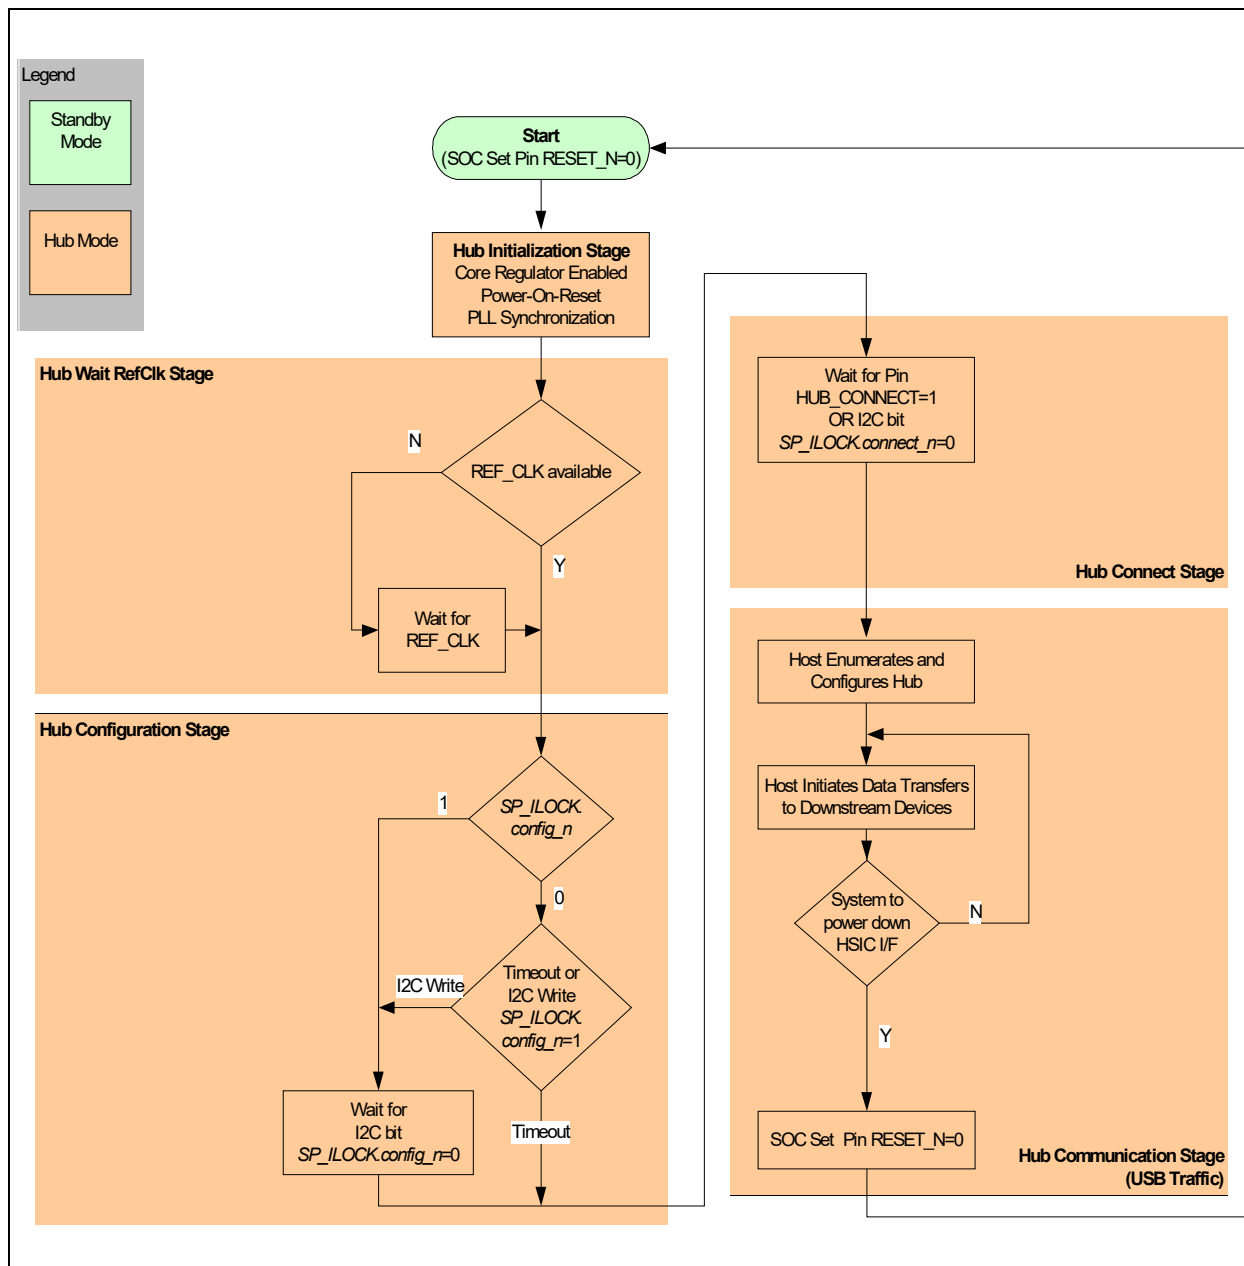 Legend
Standby
Mode
Hub Mode
Start
(SOC Set Pin RESET_N=0)
Hub Initialization Stage
Core Regulator Enabled
Power-On-Reset
PLL Synchronization
Hub Wait RefClk Stage
N
REF_CLK available
Y
Wait for
REF_CLK
Hub Configuration Stage
1
SP_ILOCK.
config_n
0
I2C Write
Timeout or
I2C Write
SP_ILOCK.
config_n=1
Wait for
I2C bit
SP_ILOCK.config_n=0
Timeout
Wait for Pin
HUB_CONNECT=1
OR I2C bit
SP_ILOCK.connect_n=0
Hub Connect Stage
Host Enumerates and
Configures Hub
Host Initiates Data Transfers
to Downstream Devices
System to
power down
HSIC I/F
N
Y
SOC Set  Pin RESET_N=0
Hub Communication Stage
(USB Traffic)